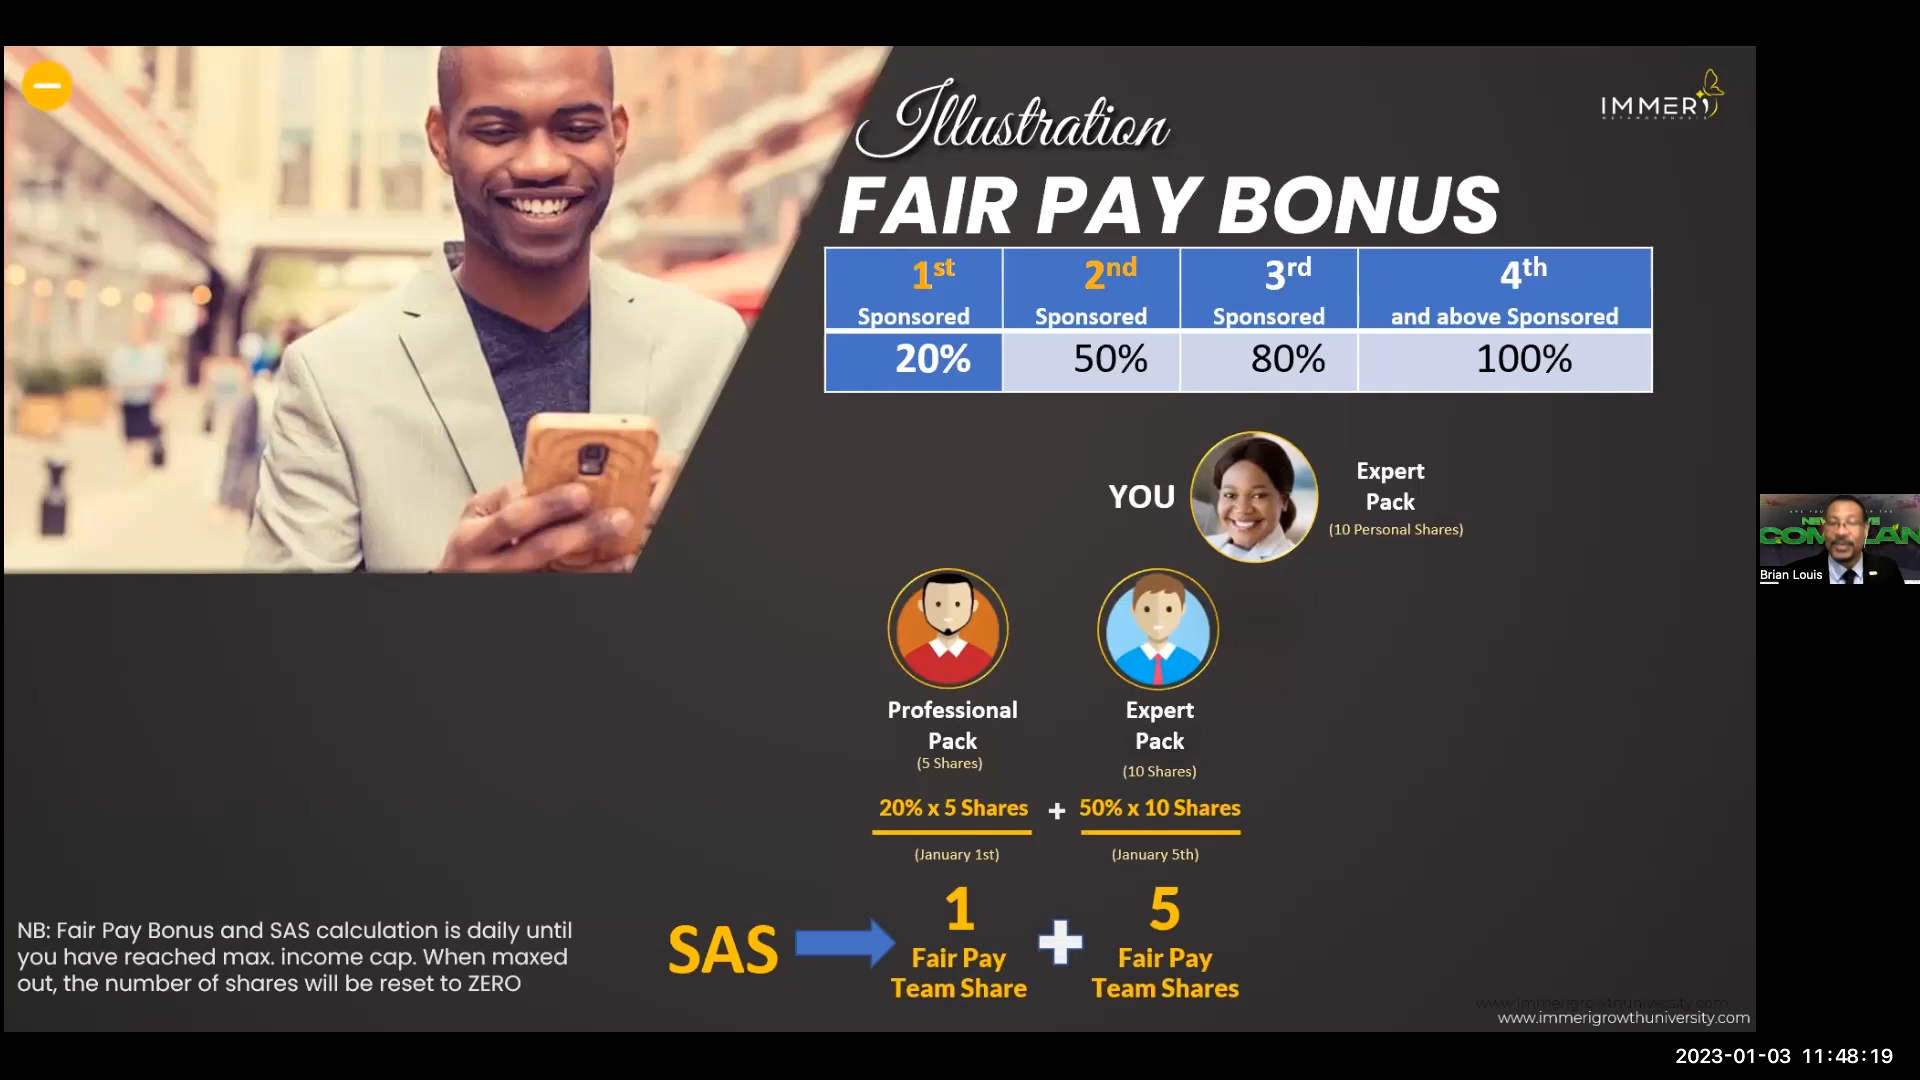 Illustration
IMMERI
FAIR PAY BONUS
1st
Sponsored
2nd
Sponsored
3rd
Sponsored
4th
and above Sponsored
20%
50%
80%
100%
YOU
Expert
Pack
(10 Personal Shares)
Brian Louis
Professional
Pack
(5 Shares)
Expert
Pack
(10 Shares)
20% x 5 Shares
+
50% x 10 Shares
(January 1st)
(January 5th)
NB: Fair Pay Bonus and SAS calculation is daily until
you have reached max. income cap. When maxed
out, the number of shares will be reset to ZERO
SAS
1
Fair Pay
Team Share
5
Fair Pay
Team Shares
www.immerigrowthuniversity.com
www.immerigrowthuniversity.com
2023-01-03 11:48:19